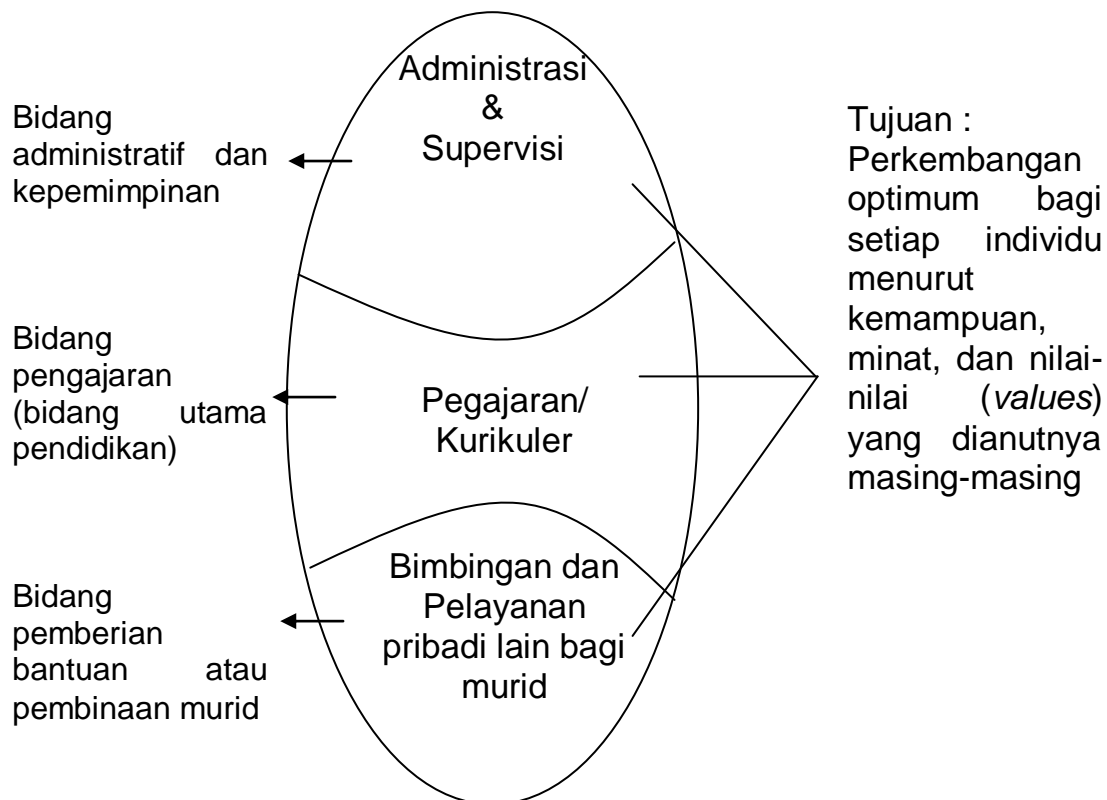 Administrasi
&
Supervisi
Bidang
administratif dan
kepemimpinan
Tujuan :
Perkembangan
optimum bagi
setiap individu
menurut
kemampuan,
minat, dan nilai-
nilai (values)
yang dianutnya
masing-masing
Bidang
pengajaran
(bidang utama
pendidikan)
Pegajaran/
Kurikuler
Bidang
pemberian
bantuan atau
pembinaan murid
Bimbingan dan
Pelayanan
pribadi lain bagi
murid